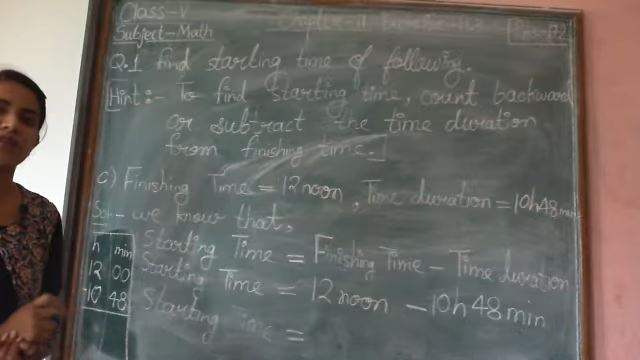 Class-V
Chapter-11
Subject-Math
Q.1 find starting time of following.
[Hint:- To find starting time, count backward
or subtract the time duration
from finishing time.]
c) Finishing Time = 12 noon, Time duration = 10h 48 min
Sol- we know that,
Starting Time = Finishing Time - Time duration
Starting Time = 12 noon - 10h 48 min
Starting Time =
h min
12 00
-10 48